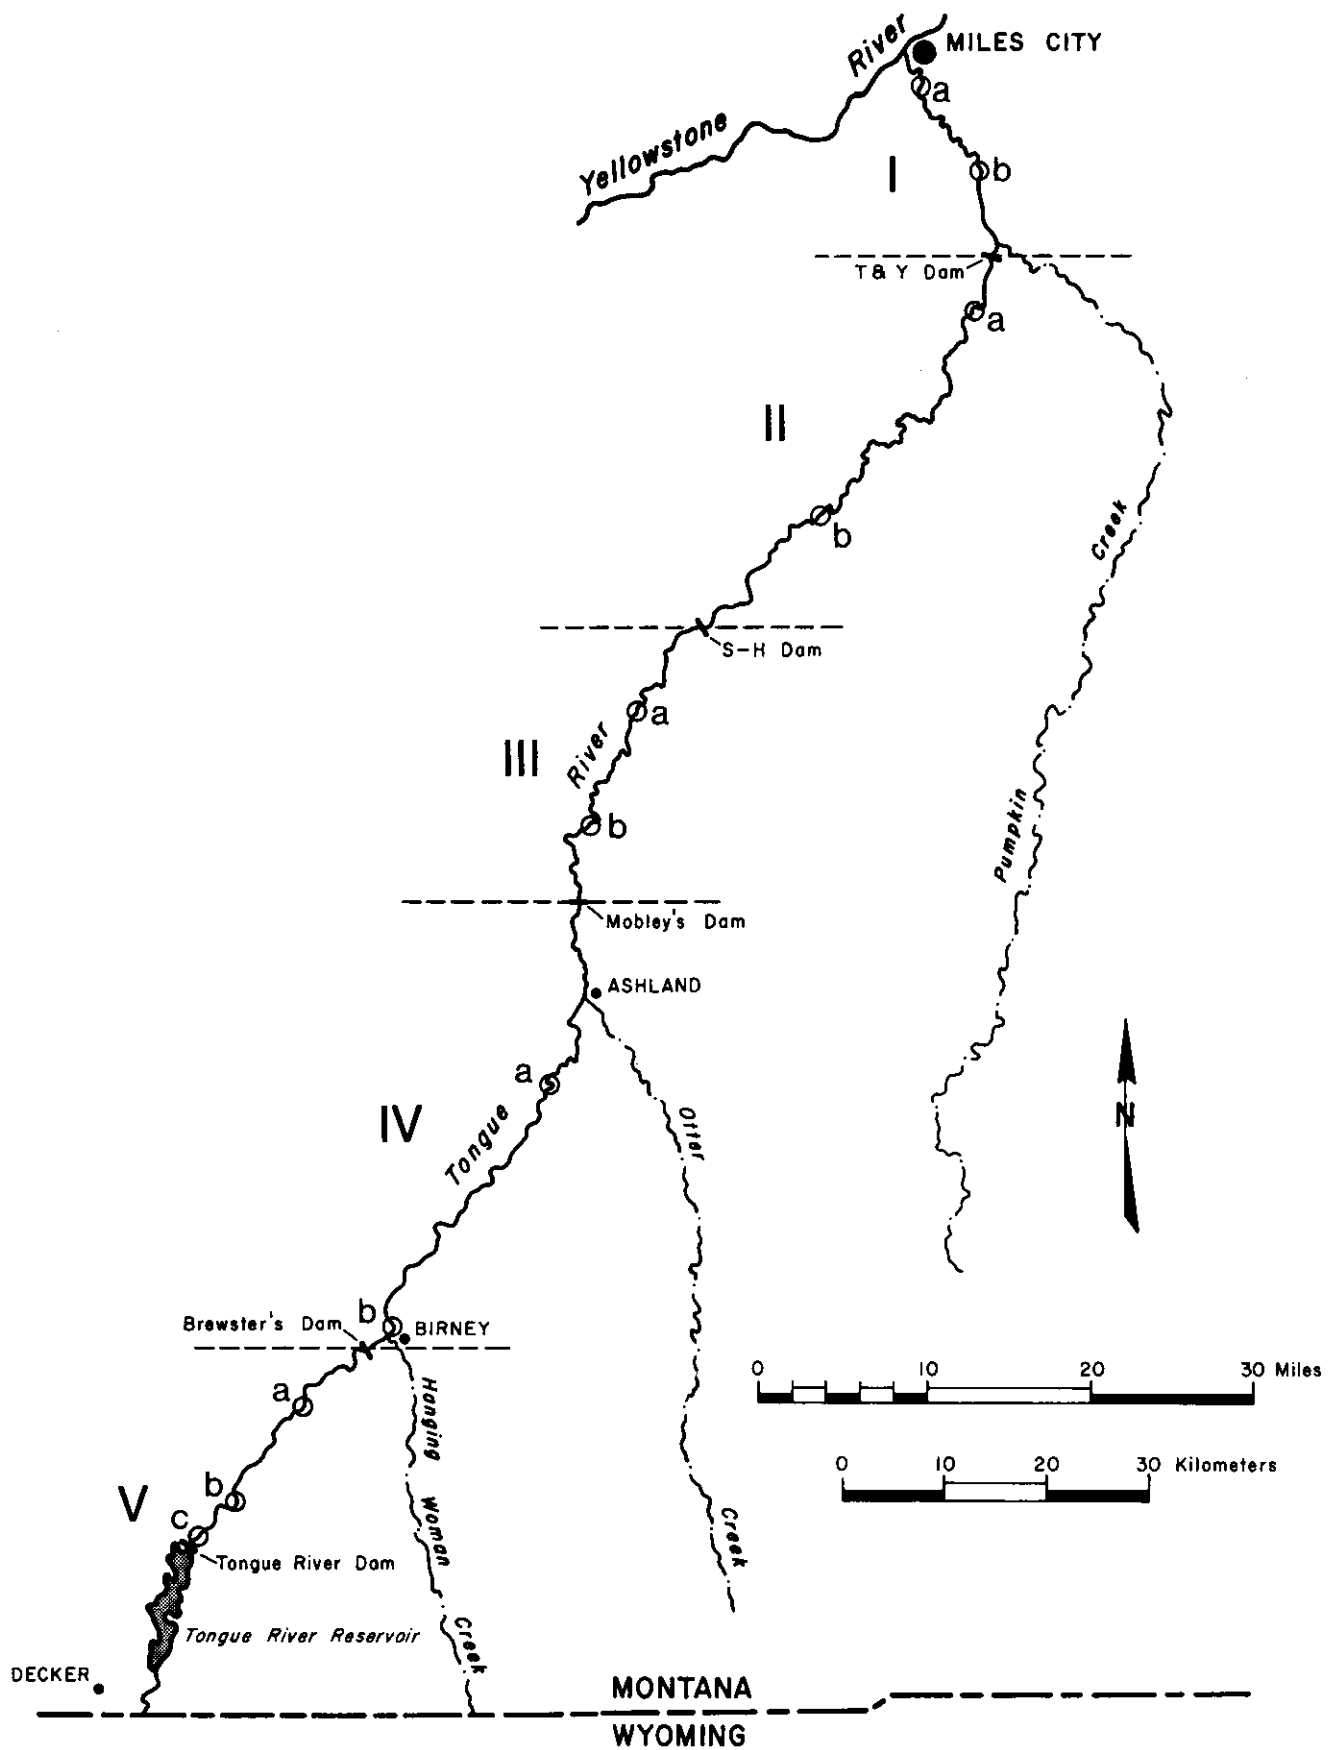 MILES CITY
Yellowstone River
a
b
I
T & Y Dam
a
II
b
Creek
S-H Dam
a
III
River
b
Pumpkin
Mobley's Dam
ASHLAND
a
IV
Tongue
Otter
N
b
Brewster's Dam
BIRNEY
0 10 20 30 Miles
a
Hanging
0 10 20 30 Kilometers
b
V
c
Woman
Creek
Tongue River Dam
Tongue River Reservoir
Creek
DECKER
MONTANA
WYOMING